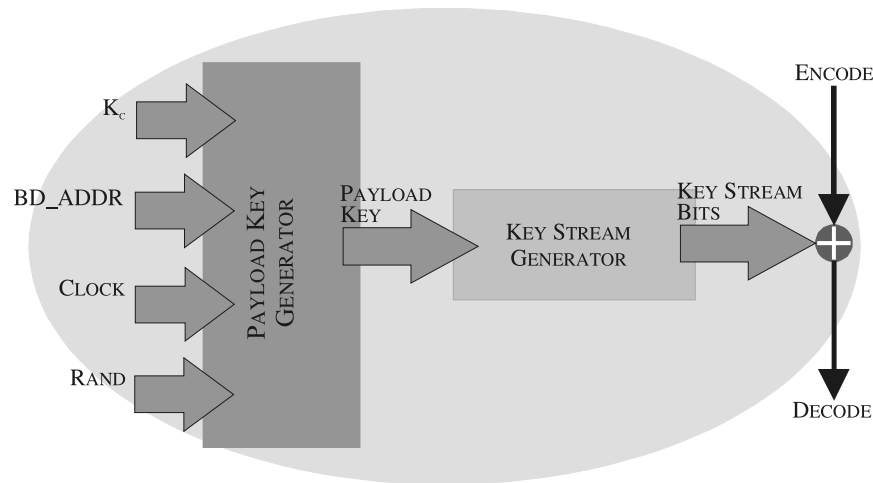 ENCODE
Kc
BD_ADDR
CLOCK
RAND
PAYLOAD KEY
GENERATOR
PAYLOAD
KEY
KEY STREAM
GENERATOR
KEY STREAM
BITS
DECODE